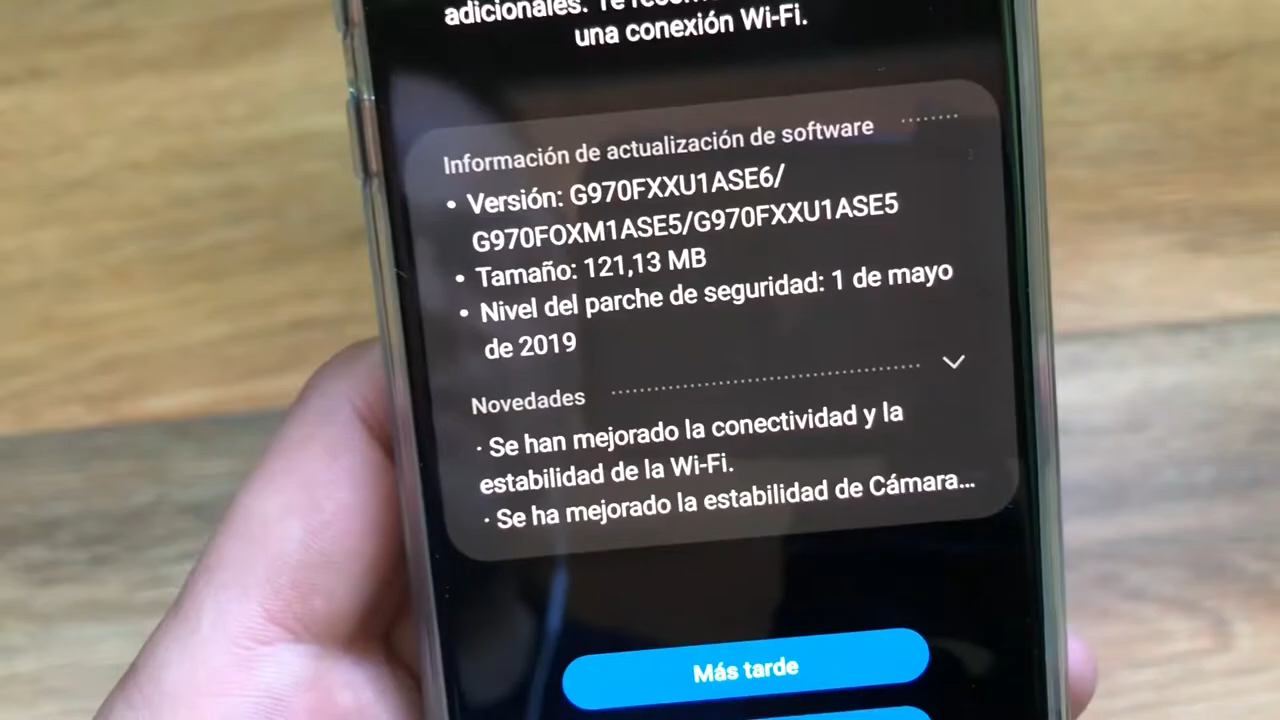 adicionales. Te
una conexión Wi-Fi.
Información de actualización de software
• Versión: G970FXXU1ASE6/
G970FOXM1ASE5/G970FXXU1ASE5
• Tamaño: 121,13 MB
• Nivel del parche de seguridad: 1 de mayo
de 2019
Novedades
· Se han mejorado la conectividad y la
estabilidad de la Wi-Fi.
· Se ha mejorado la estabilidad de Cámara...
Más tarde